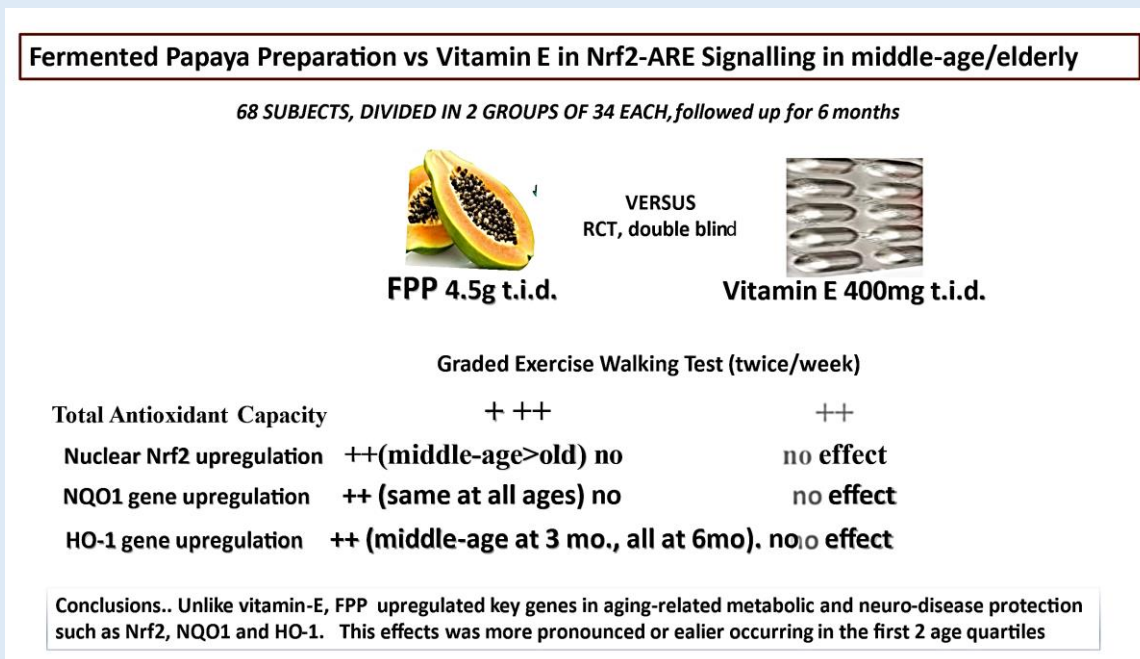 Fermented Papaya Preparation vs Vitamin E in Nrf2-ARE Signalling in middle-age/elderly
68 SUBJECTS, DIVIDED IN 2 GROUPS OF 34 EACH, followed up for 6 months
VERSUS
RCT, double blind
FPP 4.5g t.i.d.
Vitamin E 400mg t.i.d.
Graded Exercise Walking Test (twice/week)
Total Antioxidant Capacity + ++ ++
Nuclear Nrf2 upregulation ++(middle-age>old) no no effect
NQO1 gene upregulation ++ (same at all ages) no no effect
HO-1 gene upregulation ++ (middle-age at 3 mo., all at 6mo). no no effect
Conclusions.. Unlike vitamin-E, FPP upregulated key genes in aging-related metabolic and neuro-disease protection
such as Nrf2, NQO1 and HO-1. This effects was more pronounced or ealier occurring in the first 2 age quartiles